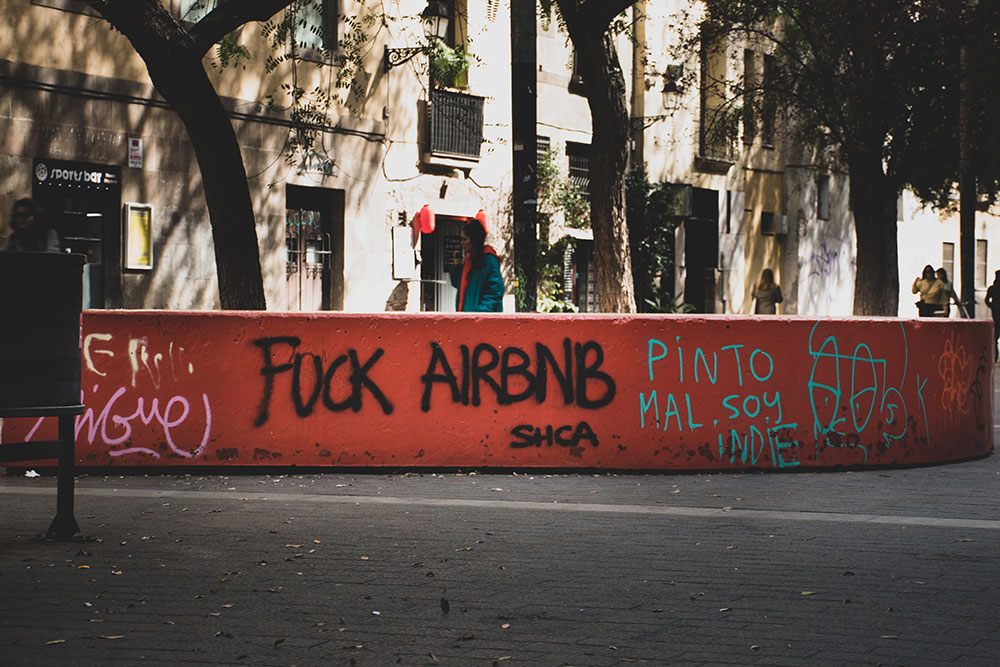 sports bar
FUCK AIRBNB
SHCA
PINTO
MAL SOY
INDIE